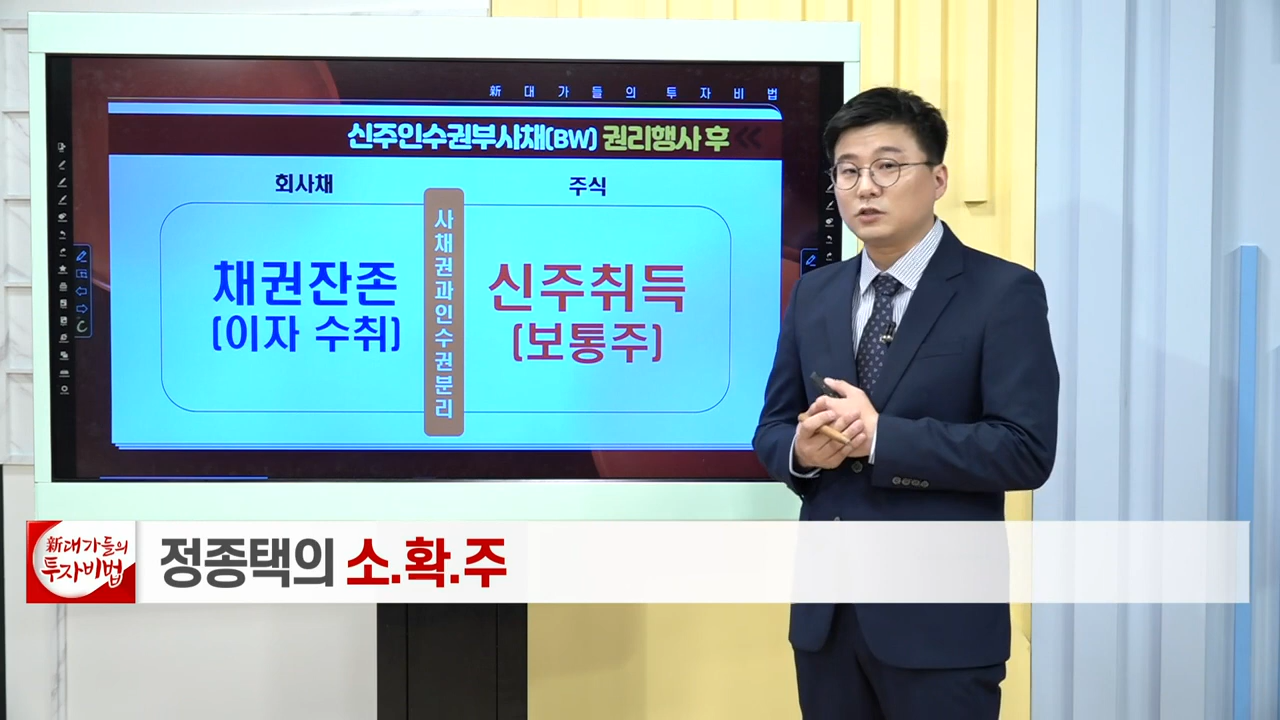 新대가들의 투자비법
신주인수권부사채(BW) 권리행사 후
회사채
주식
채권잔존
(이자 수취)
사채권과인수권분리
신주취득
(보통주)
新대가들의
투자비법
정종택의 소.확.주